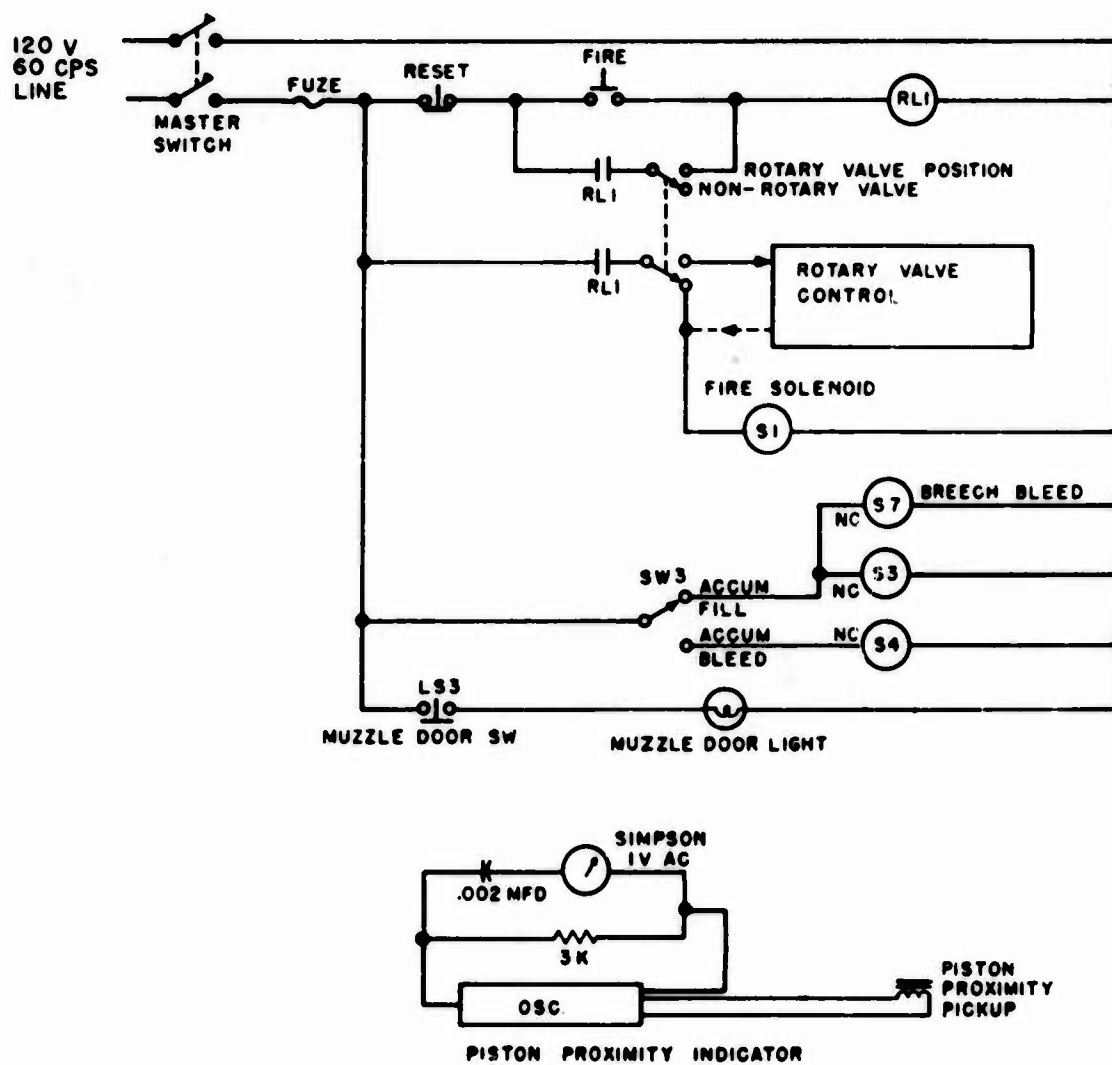 120 V
60 CPS
LINE
MASTER
SWITCH
FUZE
RESET
FIRE
RL1
RL1
ROTARY VALVE POSITION
NON-ROTARY VALVE
RL1
ROTARY VALVE
CONTROL
FIRE SOLENOID
S1
S7
BREECH BLEED
NC
SW3
ACCUM
FILL
S3
NC
ACCUM
BLEED
NC
S4
LS3
MUZZLE DOOR SW
MUZZLE DOOR LIGHT
SIMPSON
1V AC
.002 MFD
3K
OSC.
PISTON
PROXIMITY
PICKUP
PISTON PROXIMITY INDICATOR